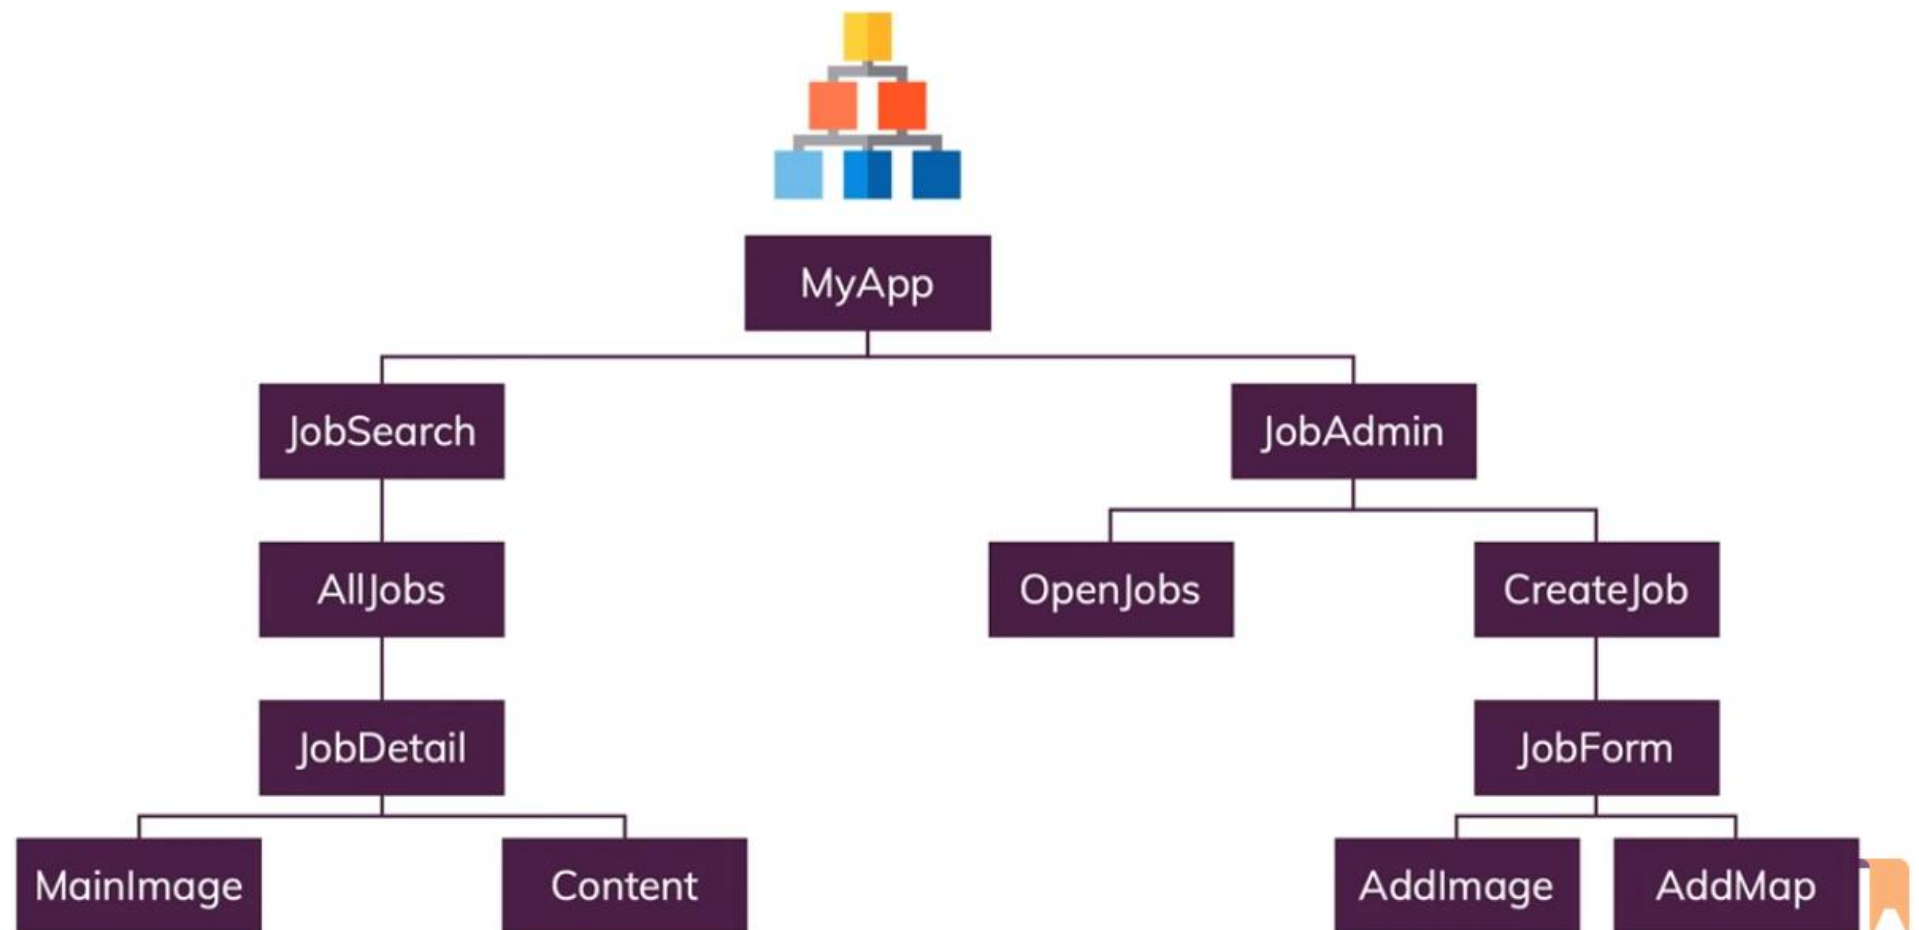 MyApp
JobSearch
JobAdmin
AllJobs
OpenJobs
CreateJob
JobDetail
JobForm
MainImage
Content
AddImage
AddMap